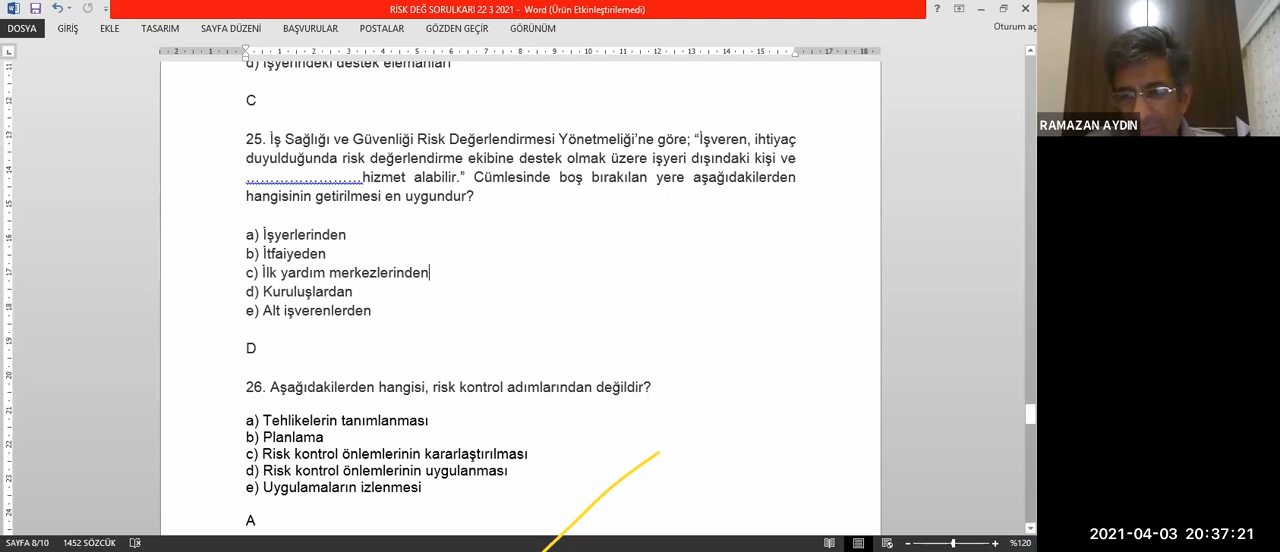 RİSK DEĞ SORULKARI 22 3 2021 - Word (Ürün Etkinleştirilemedi)
DOSYA GİRİŞ EKLE TASARIM SAYFA DÜZENİ BAŞVURULAR POSTALAR GÖZDEN GEÇİR GÖRÜNÜM Oturum aç
d) İşyerindeki destek elemanları
C
25. İş Sağlığı ve Güvenliği Risk Değerlendirmesi Yönetmeliği’ne göre; “İşveren, ihtiyaç
duyulduğunda risk değerlendirme ekibine destek olmak üzere işyeri dışındaki kişi ve
........................hizmet alabilir.” Cümlesinde boş bırakılan yere aşağıdakilerden
hangisinin getirilmesi en uygundur?
a) İşyerlerinden
b) İtfaiyeden
c) İlk yardım merkezlerinden
d) Kuruluşlardan
e) Alt işverenlerden
D
26. Aşağıdakilerden hangisi, risk kontrol adımlarından değildir?
a) Tehlikelerin tanımlanması
b) Planlama
c) Risk kontrol önlemlerinin kararlaştırılması
d) Risk kontrol önlemlerinin uygulanması
e) Uygulamaların izlenmesi
A
SAYFA 8/10 1452 SÖZCÜK %120
RAMAZAN AYDIN
2021-04-03 20:37:21